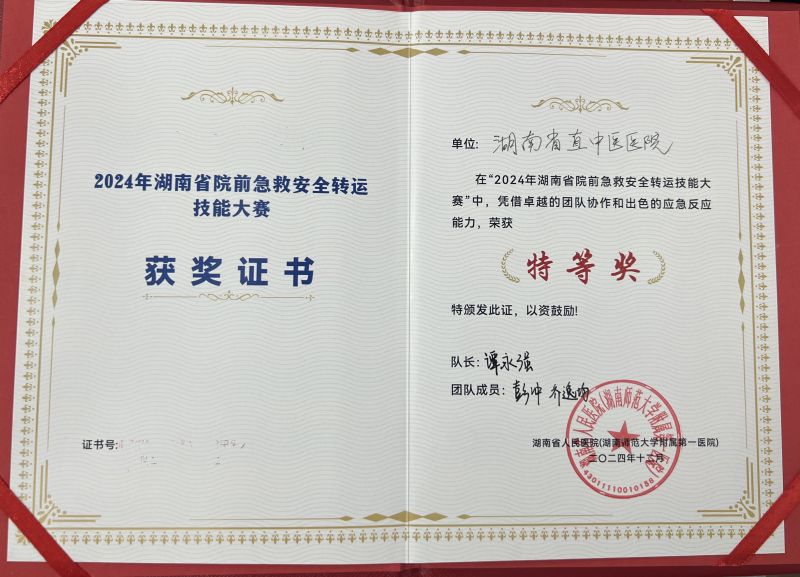 2024年湖南省院前急救安全转运
技能大赛
获奖证书
证书号:
单位: 湖南省直中医医院
在“2024年湖南省院前急救安全转运技能大
赛”中，凭借卓越的团队协作和出色的应急反应
能力，荣获
特等奖
特颁发此证，以资鼓励!
队长: 谭永强
团队成员: 彭冲
湖南省人民医院(湖南师范大学附属第一医院)
二〇二四年十二月
43011110010158